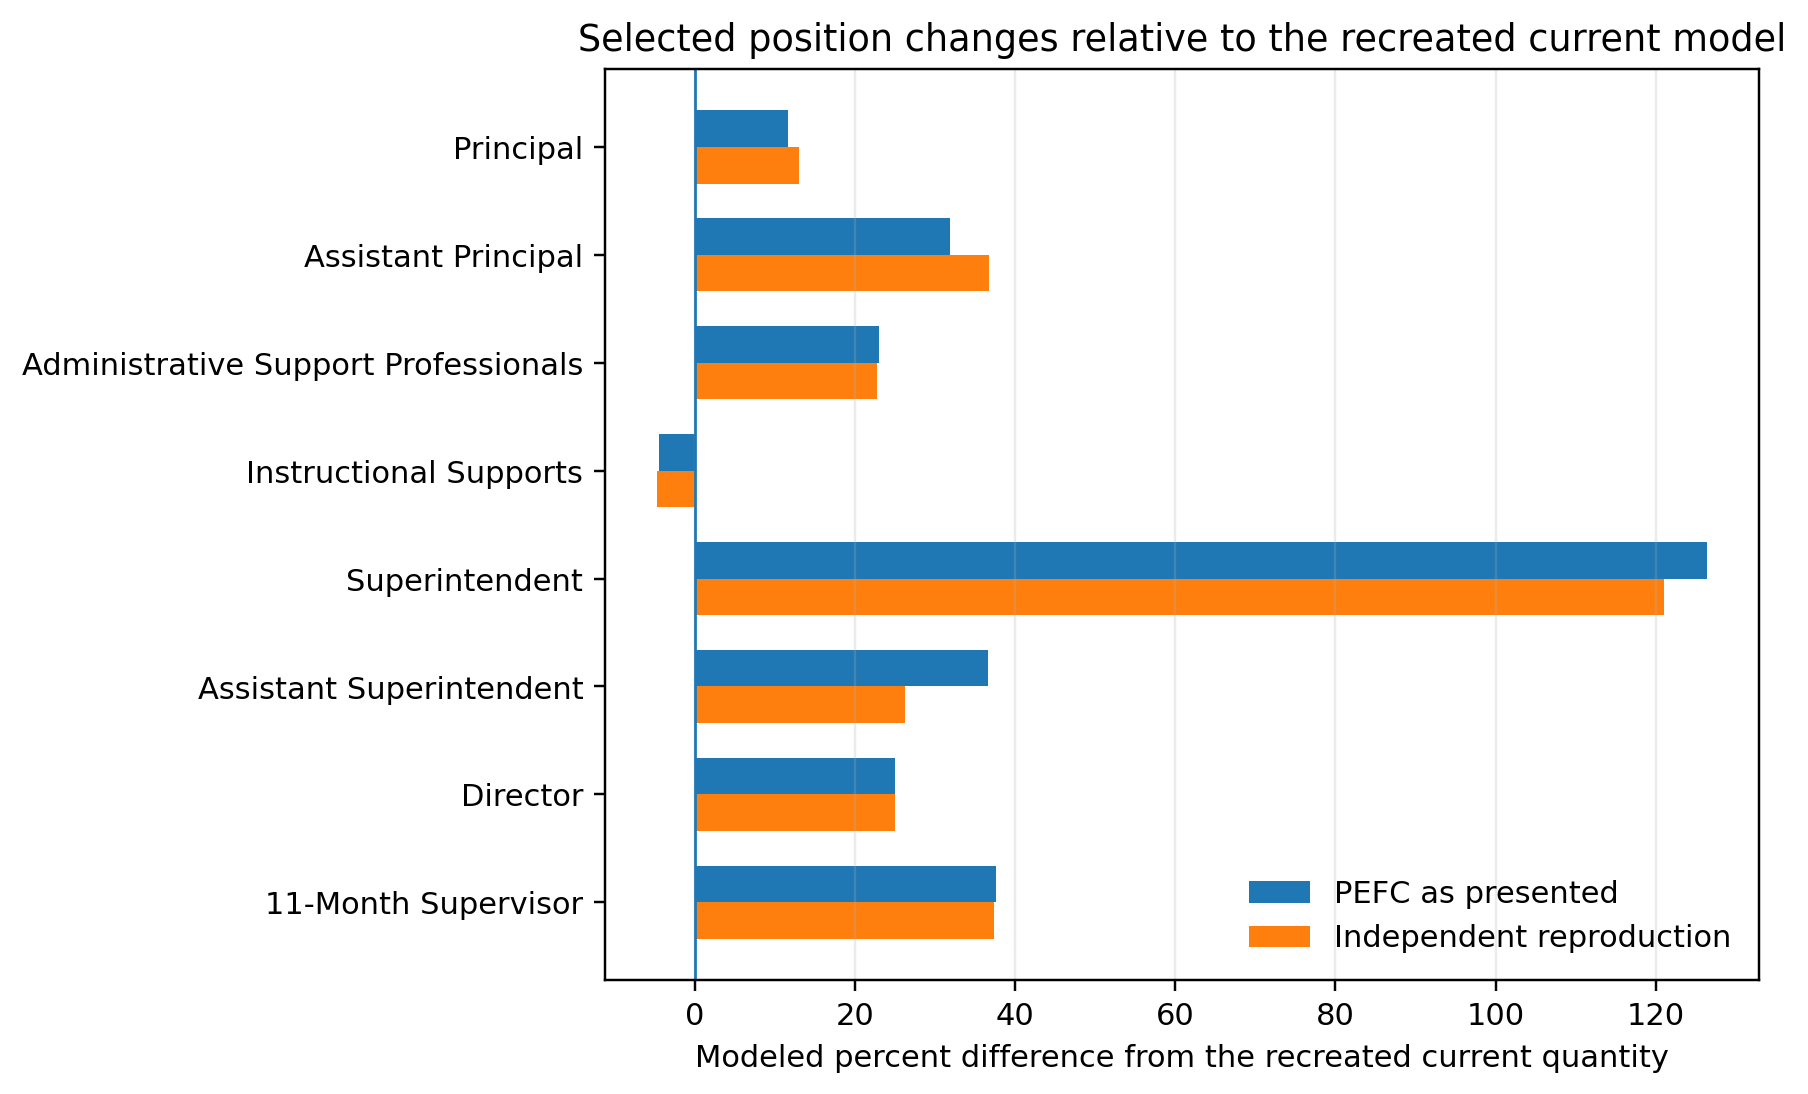 Selected position changes relative to the recreated current model
Principal
Assistant Principal
Administrative Support Professionals
Instructional Supports
Superintendent
Assistant Superintendent
Director
11-Month Supervisor
PEFC as presented
Independent reproduction
0 20 40 60 80 100 120
Modeled percent difference from the recreated current quantity